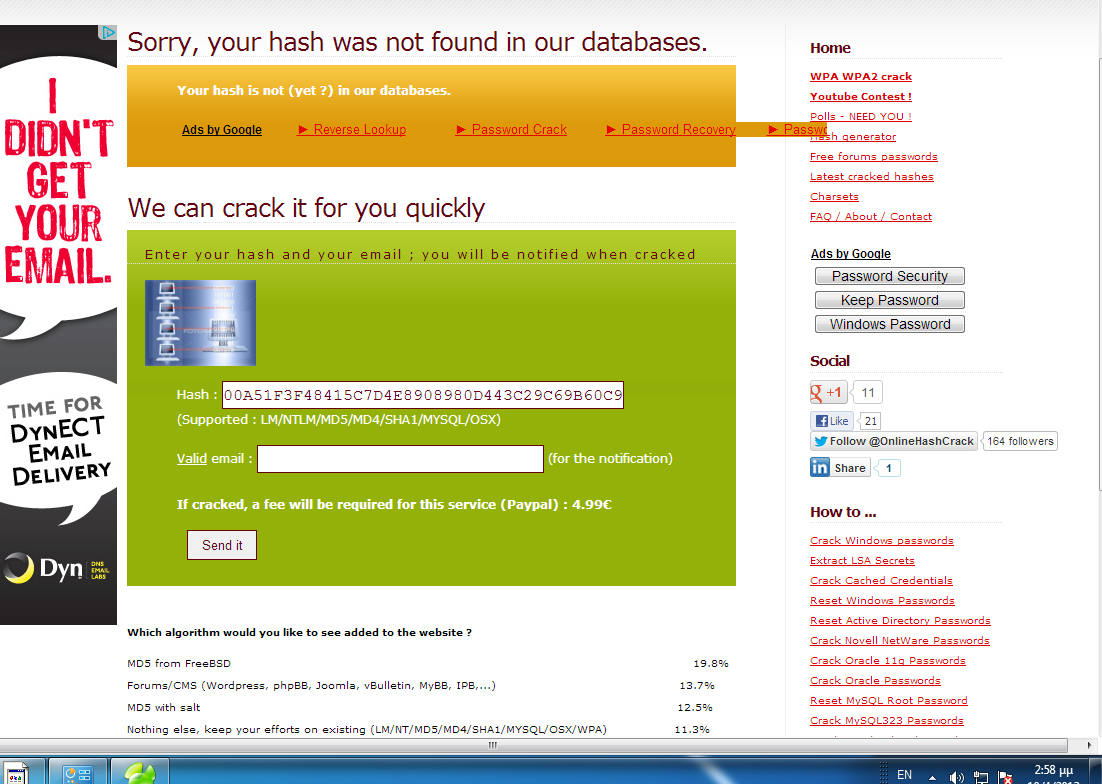 Sorry, your hash was not found in our databases.
Your hash is not (yet ?) in our databases.
Ads by Google
► Reverse Lookup
► Password Crack
► Password Recovery
► Passwo
We can crack it for you quickly
Enter your hash and your email ; you will be notified when cracked
Hash : 00A51F3F48415C7D4E8908980D443C29C69B60C9
(Supported : LM/NTLM/MD5/MD4/SHA1/MYSQL/OSX)
Valid email : (for the notification)
If cracked, a fee will be required for this service (Paypal) : 4.99€
Send it
Which algorithm would you like to see added to the website ?
MD5 from FreeBSD 19.8%
Forums/CMS (Wordpress, phpBB, Joomla, vBulletin, MyBB, IPB,...) 13.7%
MD5 with salt 12.5%
Nothing else, keep your efforts on existing (LM/NT/MD5/MD4/SHA1/MYSQL/OSX/WPA) 11.3%
I
DIDN'T
GET
YOUR
EMAIL.
TIME FOR
DYNECT
EMAIL
DELIVERY
Dyn
DNS
EMAIL
LABS
Home
WPA WPA2 crack
Youtube Contest !
Polls - NEED YOU !
Hash generator
Free forums passwords
Latest cracked hashes
Charsets
FAQ / About / Contact
Ads by Google
Password Security
Keep Password
Windows Password
Social
+1 11
Like 21
Follow @OnlineHashCrack 164 followers
Share 1
How to ...
Crack Windows passwords
Extract LSA Secrets
Crack Cached Credentials
Reset Windows Passwords
Reset Active Directory Passwords
Crack Novell NetWare Passwords
Crack Oracle 11g Passwords
Crack Oracle Passwords
Reset MySQL Root Password
Crack MySQL323 Passwords
EN
2:58 μμ